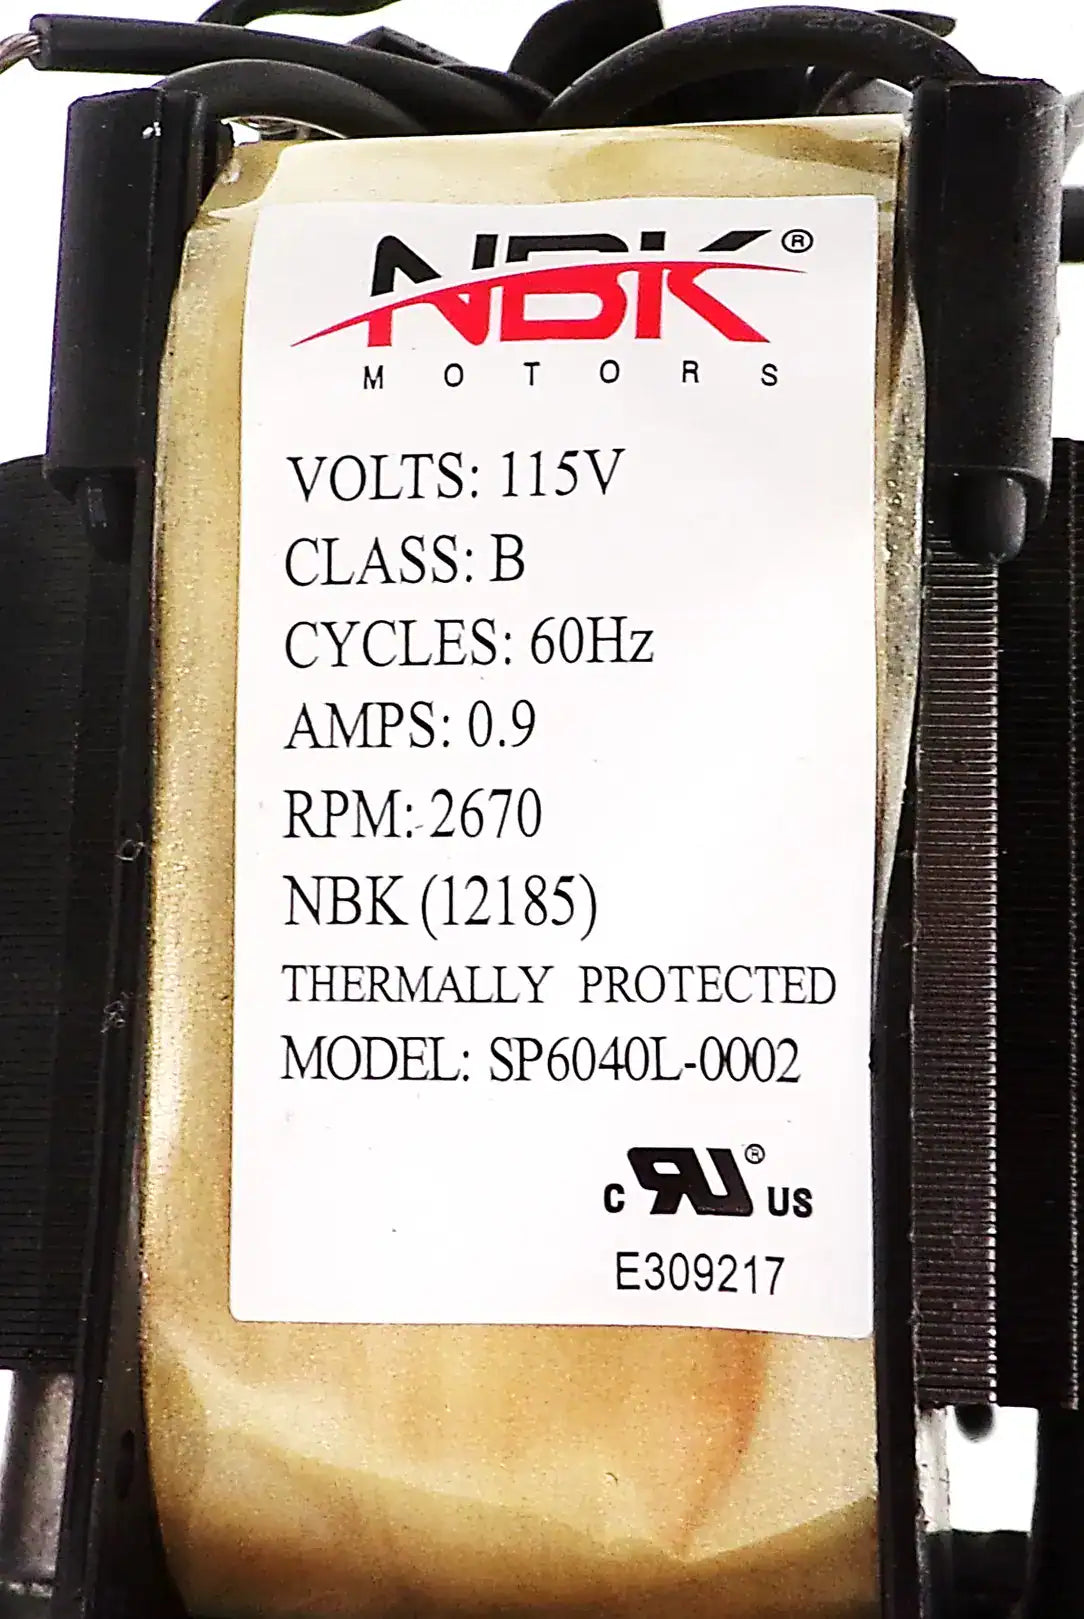 NBK®
MOTORS
VOLTS: 115V
CLASS: B
CYCLES: 60Hz
AMPS: 0.9
RPM: 2670
NBK (12185)
THERMALLY PROTECTED
MODEL: SP6040L-0002
c RU® US
E309217